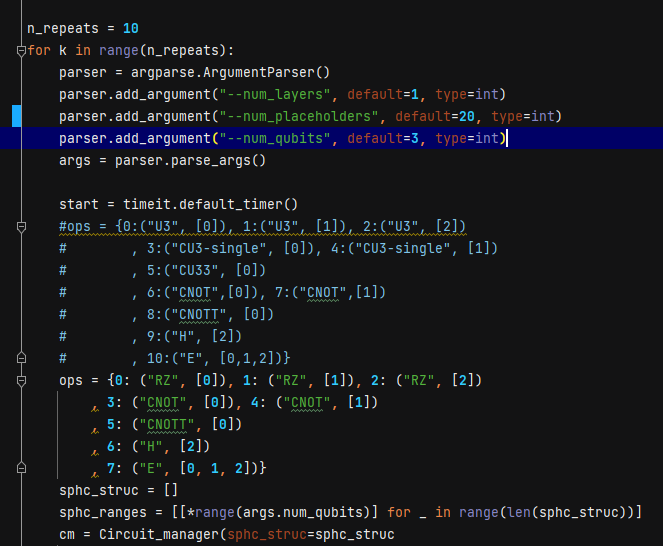 n_repeats = 10
for k in range(n_repeats):
    parser = argparse.ArgumentParser()
    parser.add_argument("--num_layers", default=1, type=int)
    parser.add_argument("--num_placeholders", default=20, type=int)
    parser.add_argument("--num_qubits", default=3, type=int)
    args = parser.parse_args()

    start = timeit.default_timer()
    #ops = {0:("U3", [0]), 1:("U3", [1]), 2:("U3", [2])
    #        , 3:("CU3-single", [0]), 4:("CU3-single", [1])
    #        , 5:("CU33", [0])
    #        , 6:("CNOT",[0]), 7:("CNOT",[1])
    #        , 8:("CNOTT", [0])
    #        , 9:("H", [2])
    #        , 10:("E", [0,1,2])}
    ops = {0: ("RZ", [0]), 1: ("RZ", [1]), 2: ("RZ", [2])
        , 3: ("CNOT", [0]), 4: ("CNOT", [1])
        , 5: ("CNOTT", [0])
        , 6: ("H", [2])
        , 7: ("E", [0, 1, 2])}
    sphc_struc = []
    sphc_ranges = [[*range(args.num_qubits)] for _ in range(len(sphc_struc))]
    cm = Circuit_manager(sphc_struc=sphc_struc